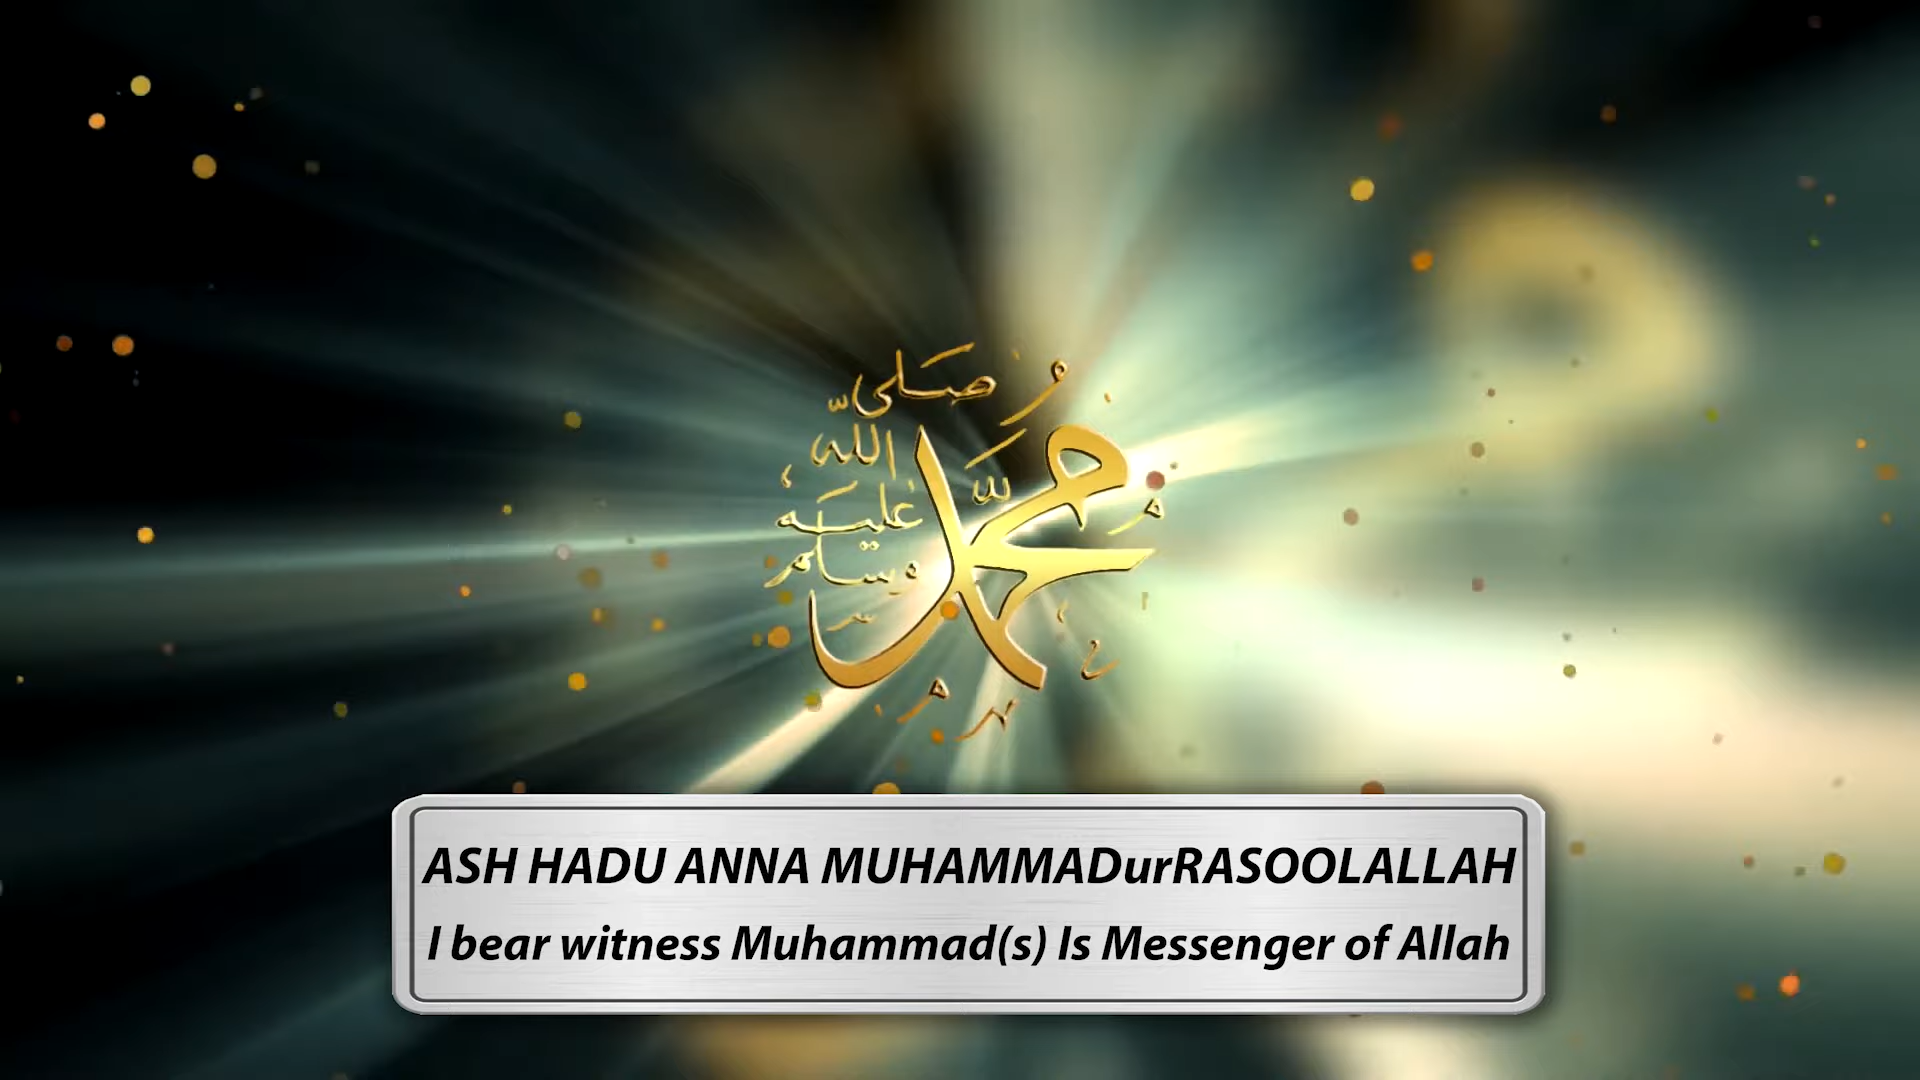 محمد
صلى
الله
عليه
وسلم
ASH HADU ANNA MUHAMMADurRASOOLALLAH
I bear witness Muhammad(s) Is Messenger of Allah